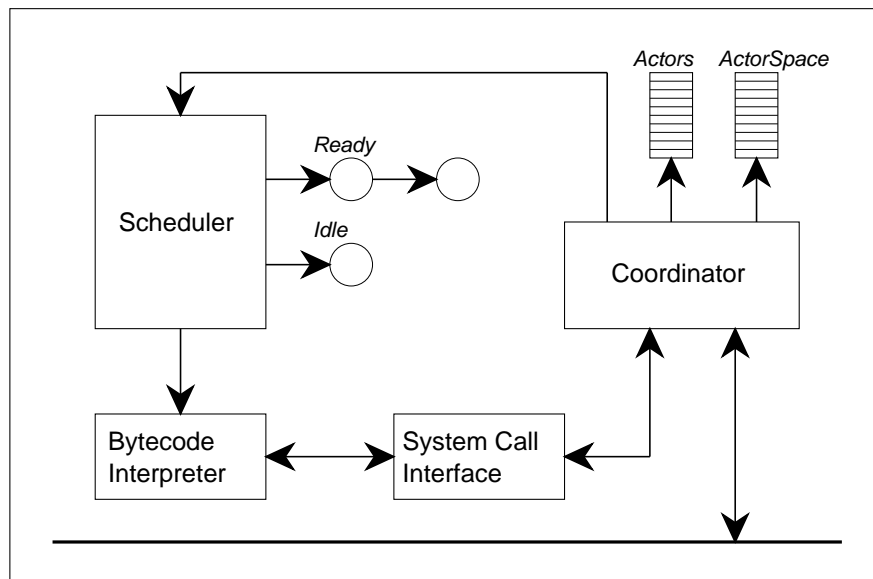 Actors
ActorSpace
Ready
Scheduler
Idle
Coordinator
Bytecode
Interpreter
System Call
Interface